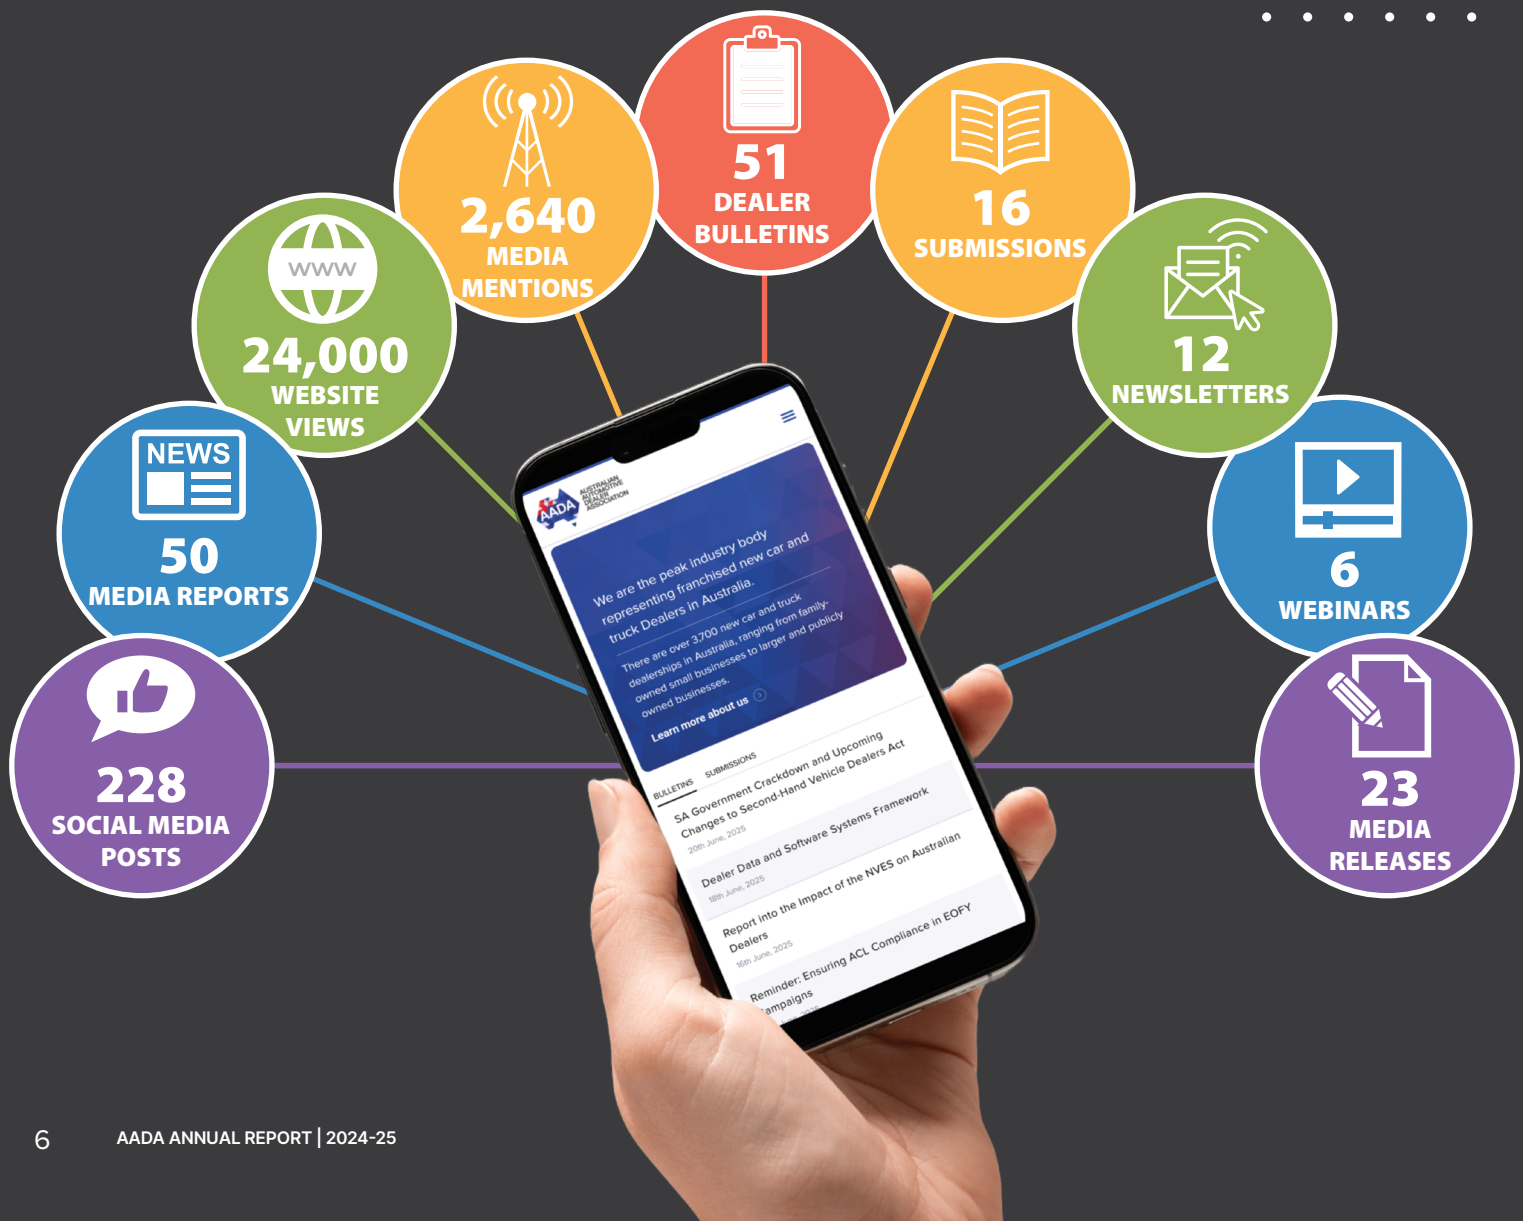 51
DEALER
BULLETINS
2,640
MEDIA
MENTIONS
16
SUBMISSIONS
www
24,000
WEBSITE
VIEWS
12
NEWSLETTERS
NEWS
50
MEDIA REPORTS
6
WEBINARS
228
SOCIAL MEDIA
POSTS
23
MEDIA
RELEASES
AADA
AUSTRALIAN
AUTOMOTIVE
DEALER
ASSOCIATION
We are the peak industry body
representing franchised new car and
truck Dealers in Australia.
There are over 3,700 new car and truck
dealerships in Australia, ranging from family-
owned small businesses to larger and publicly
owned businesses.
Learn more about us
BULLETINS SUBMISSIONS
SA Government Crackdown and Upcoming
Changes to Second-Hand Vehicle Dealers Act
20th June, 2025
Dealer Data and Software Systems Framework
18th June, 2025
Report into the Impact of the NVES on Australian
Dealers
16th June, 2025
Reminder: Ensuring ACL Compliance in EOFY
6 AADA ANNUAL REPORT | 2024-25